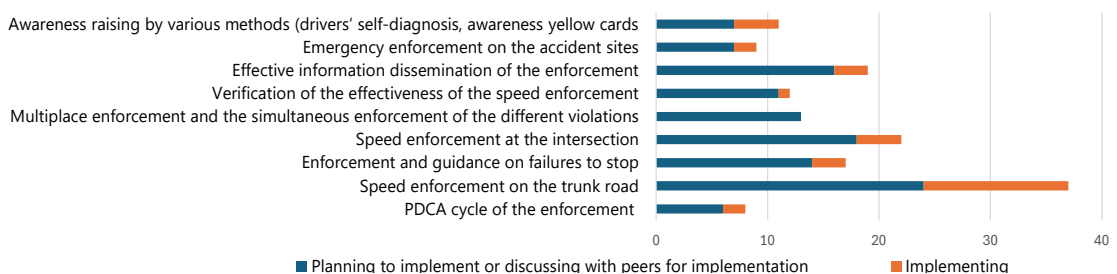 Awareness raising by various methods (drivers' self-diagnosis, awareness yellow cards
Emergency enforcement on the accident sites
Effective information dissemination of the enforcement
Verification of the effectiveness of the speed enforcement
Multiplace enforcement and the simultaneous enforcement of the different violations
Speed enforcement at the intersection
Enforcement and guidance on failures to stop
Speed enforcement on the trunk road
PDCA cycle of the enforcement
0 10 20 30 40
Planning to implement or discussing with peers for implementation Implementing